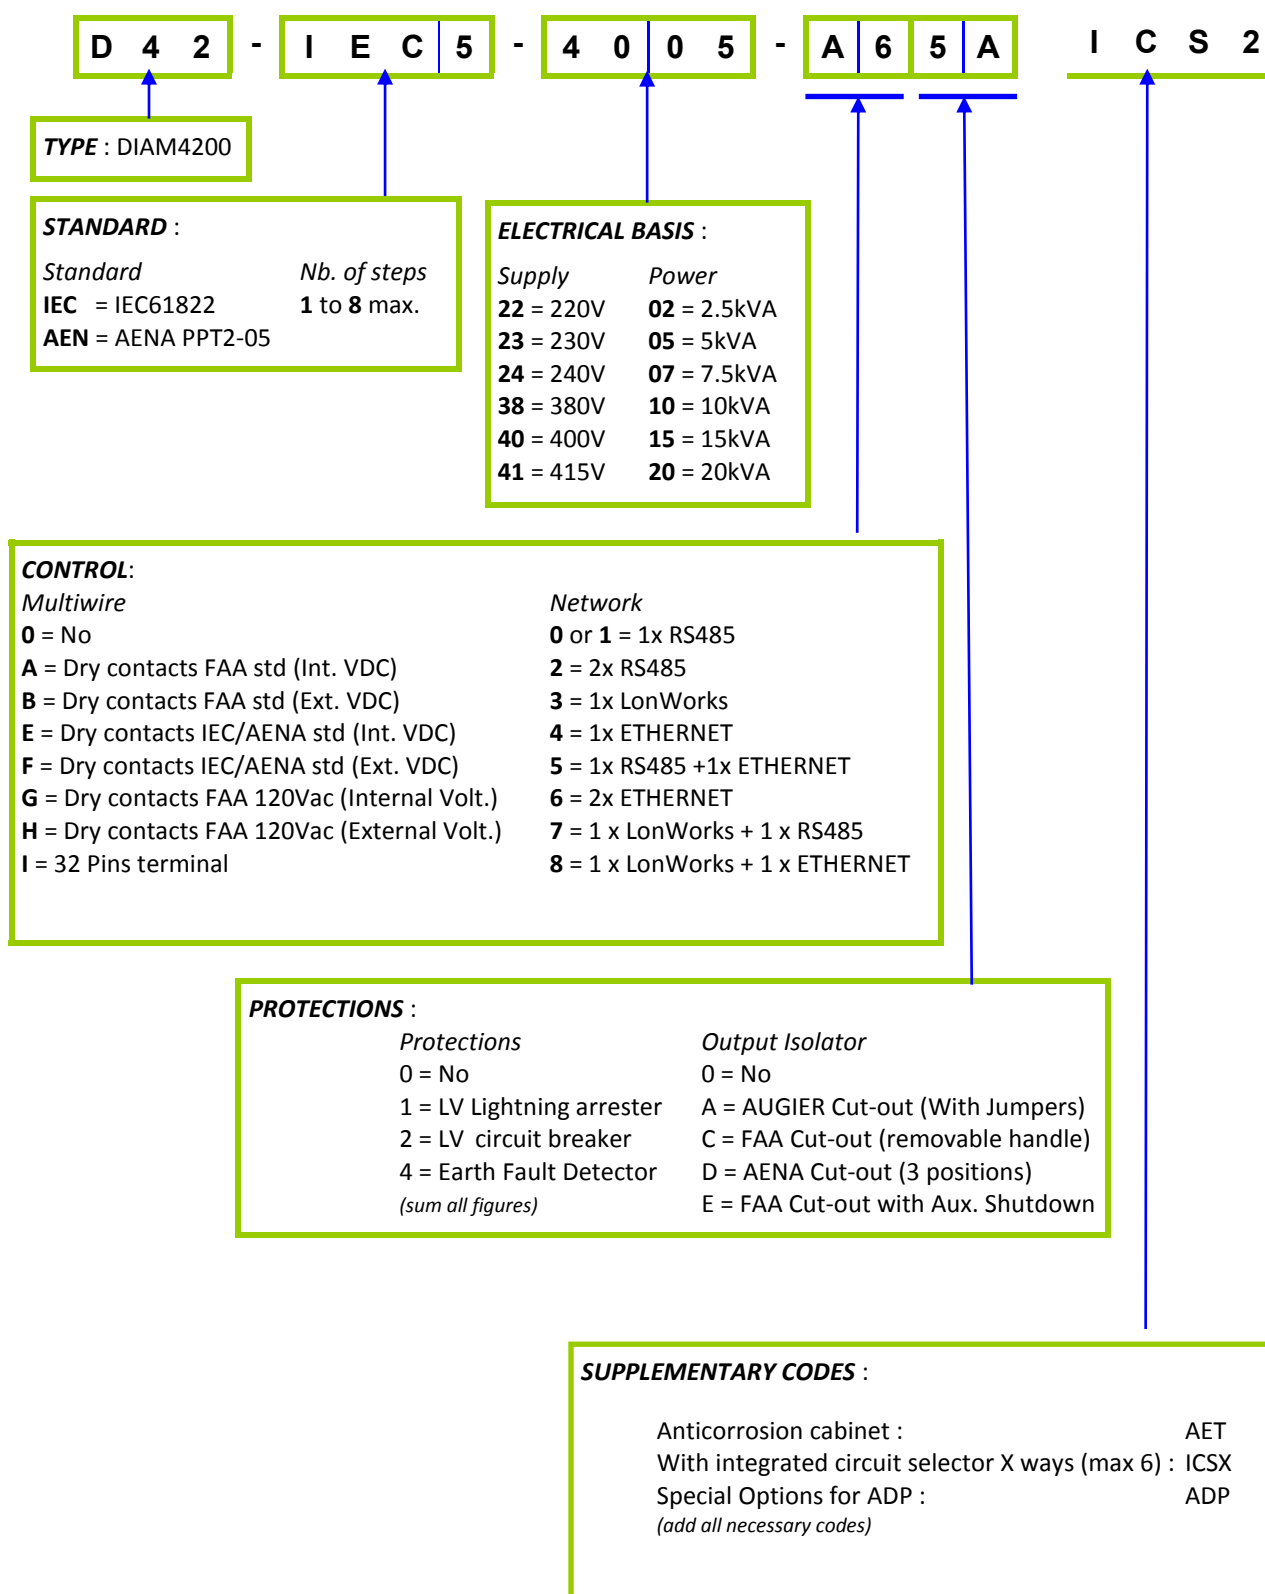 D 4 2 - I E C 5 - 4 0 0 5 - A 6 5 A I C S 2
TYPE : DIAM4200
STANDARD :
Standard Nb. of steps
IEC = IEC61822 1 to 8 max.
AEN = AENA PPT2-05
ELECTRICAL BASIS :
Supply Power
22 = 220V 02 = 2.5kVA
23 = 230V 05 = 5kVA
24 = 240V 07 = 7.5kVA
38 = 380V 10 = 10kVA
40 = 400V 15 = 15kVA
41 = 415V 20 = 20kVA
CONTROL:
Multiwire Network
0 = No 0 or 1 = 1x RS485
A = Dry contacts FAA std (Int. VDC) 2 = 2x RS485
B = Dry contacts FAA std (Ext. VDC) 3 = 1x LonWorks
E = Dry contacts IEC/AENA std (Int. VDC) 4 = 1x ETHERNET
F = Dry contacts IEC/AENA std (Ext. VDC) 5 = 1x RS485 +1x ETHERNET
G = Dry contacts FAA 120Vac (Internal Volt.) 6 = 2x ETHERNET
H = Dry contacts FAA 120Vac (External Volt.) 7 = 1 x LonWorks + 1 x RS485
I = 32 Pins terminal 8 = 1 x LonWorks + 1 x ETHERNET
PROTECTIONS :
Protections Output Isolator
0 = No 0 = No
1 = LV Lightning arrester A = AUGIER Cut-out (With Jumpers)
2 = LV circuit breaker C = FAA Cut-out (removable handle)
4 = Earth Fault Detector D = AENA Cut-out (3 positions)
(sum all figures) E = FAA Cut-out with Aux. Shutdown
SUPPLEMENTARY CODES :
Anticorrosion cabinet : AET
With integrated circuit selector X ways (max 6) : ICSX
Special Options for ADP : ADP
(add all necessary codes)